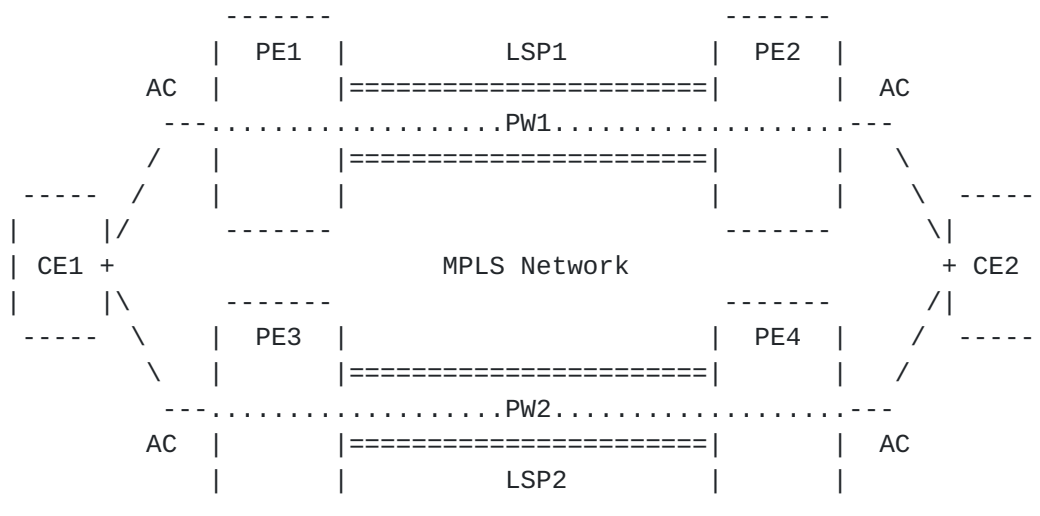 PE1 LSP1 PE2
AC AC
PW1
CE1 MPLS Network CE2
PE3 PE4
PW2
AC AC
LSP2